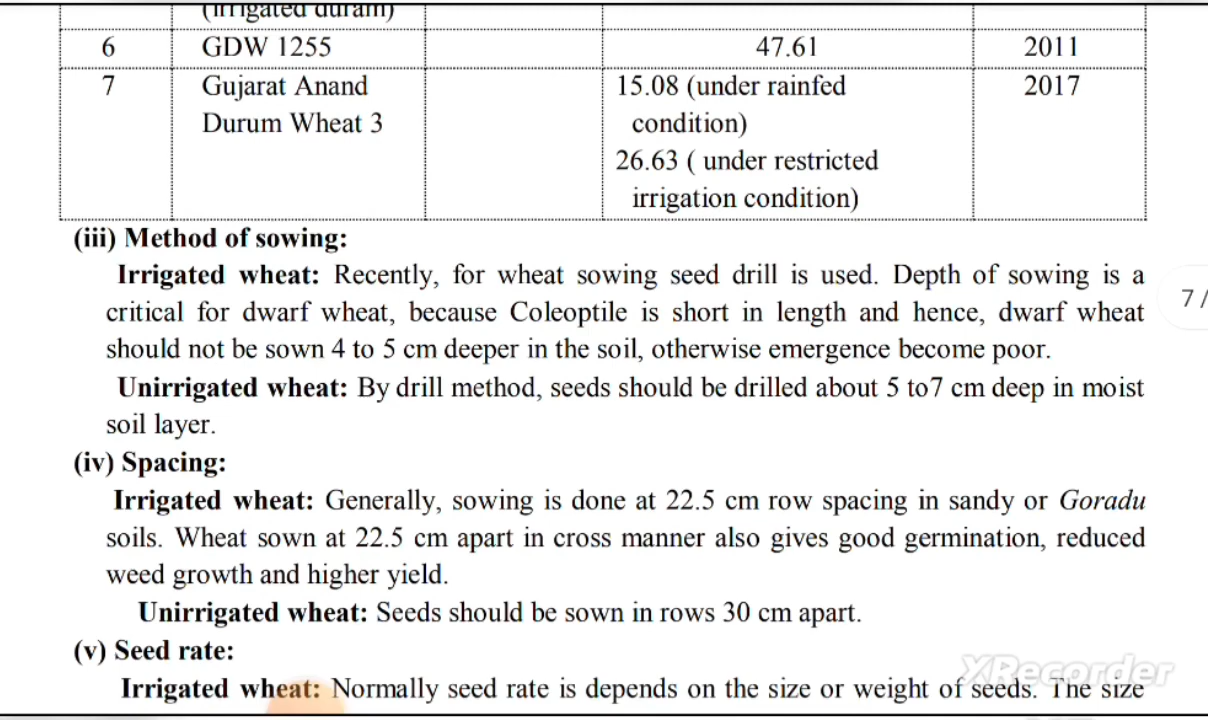 (irrigated duram)
6 GDW 1255 47.61 2011
7 Gujarat Anand 15.08 (under rainfed 2017
Durum Wheat 3 condition)
26.63 ( under restricted
irrigation condition)
(iii) Method of sowing:
Irrigated wheat: Recently, for wheat sowing seed drill is used. Depth of sowing is a
critical for dwarf wheat, because Coleoptile is short in length and hence, dwarf wheat
should not be sown 4 to 5 cm deeper in the soil, otherwise emergence become poor.
Unirrigated wheat: By drill method, seeds should be drilled about 5 to7 cm deep in moist
soil layer.
(iv) Spacing:
Irrigated wheat: Generally, sowing is done at 22.5 cm row spacing in sandy or Goradu
soils. Wheat sown at 22.5 cm apart in cross manner also gives good germination, reduced
weed growth and higher yield.
Unirrigated wheat: Seeds should be sown in rows 30 cm apart.
(v) Seed rate:
Irrigated wheat: Normally seed rate is depends on the size or weight of seeds. The size
7 /
XRecorder